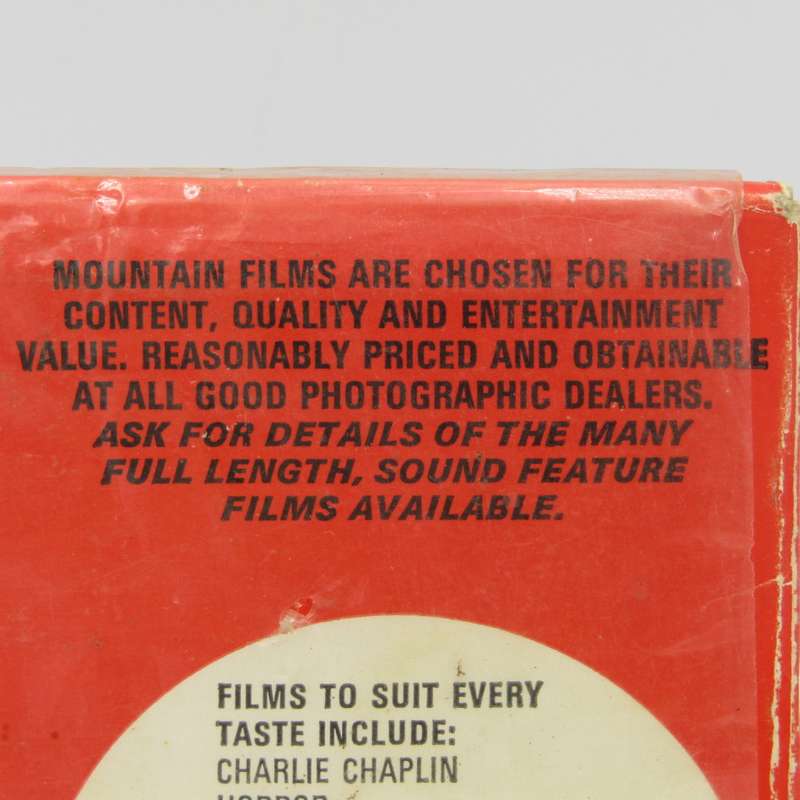 MOUNTAIN FILMS ARE CHOSEN FOR THEIR
CONTENT, QUALITY AND ENTERTAINMENT
VALUE. REASONABLY PRICED AND OBTAINABLE
AT ALL GOOD PHOTOGRAPHIC DEALERS.
ASK FOR DETAILS OF THE MANY
FULL LENGTH, SOUND FEATURE
FILMS AVAILABLE.
FILMS TO SUIT EVERY
TASTE INCLUDE:
CHARLIE CHAPLIN
HORROR